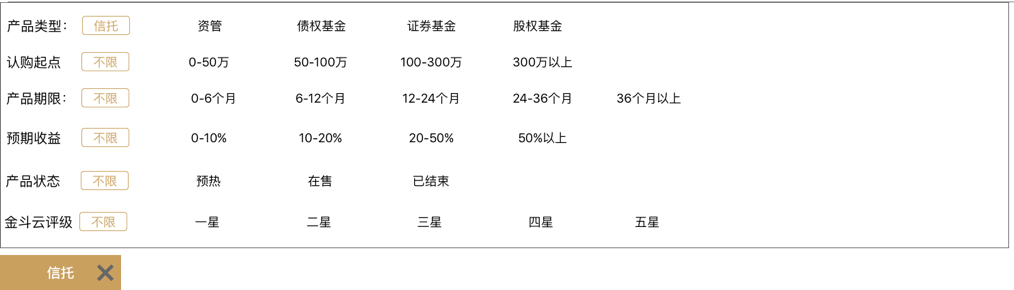 产品类型： 信托 资管 债权基金 证券基金 股权基金
认购起点 不限 0-50万 50-100万 100-300万 300万以上
产品期限： 不限 0-6个月 6-12个月 12-24个月 24-36个月 36个月以上
预期收益 不限 0-10% 10-20% 20-50% 50%以上
产品状态 不限 预热 在售 已结束
金斗云评级 不限 一星 二星 三星 四星 五星
信托